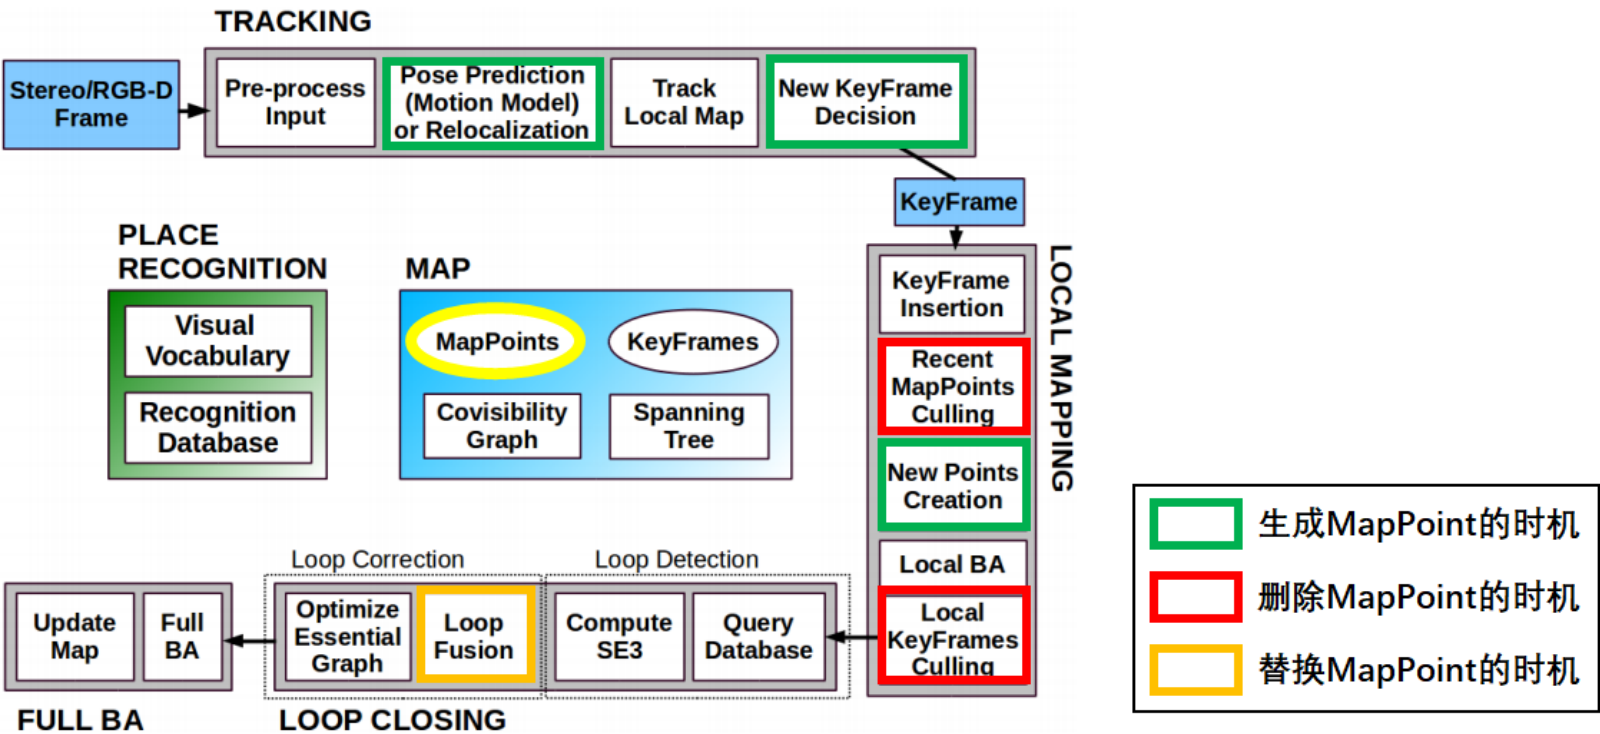 TRACKING
Stereo/RGB-D
Frame
Pre-process
Input
Pose Prediction
(Motion Model)
or Relocalization
Track
Local Map
New KeyFrame
Decision
KeyFrame
LOCAL MAPPING
KeyFrame
Insertion
Recent
MapPoints
Culling
New Points
Creation
Local BA
Local
KeyFrames
Culling
PLACE
RECOGNITION
Visual
Vocabulary
Recognition
Database
MAP
MapPoints
KeyFrames
Covisibility
Graph
Spanning
Tree
Loop Correction
Loop Detection
Optimize
Essential
Graph
Loop
Fusion
Compute
SE3
Query
Database
LOOP CLOSING
Update
Map
Full
BA
FULL BA
生成MapPoint的时机
删除MapPoint的时机
替换MapPoint的时机